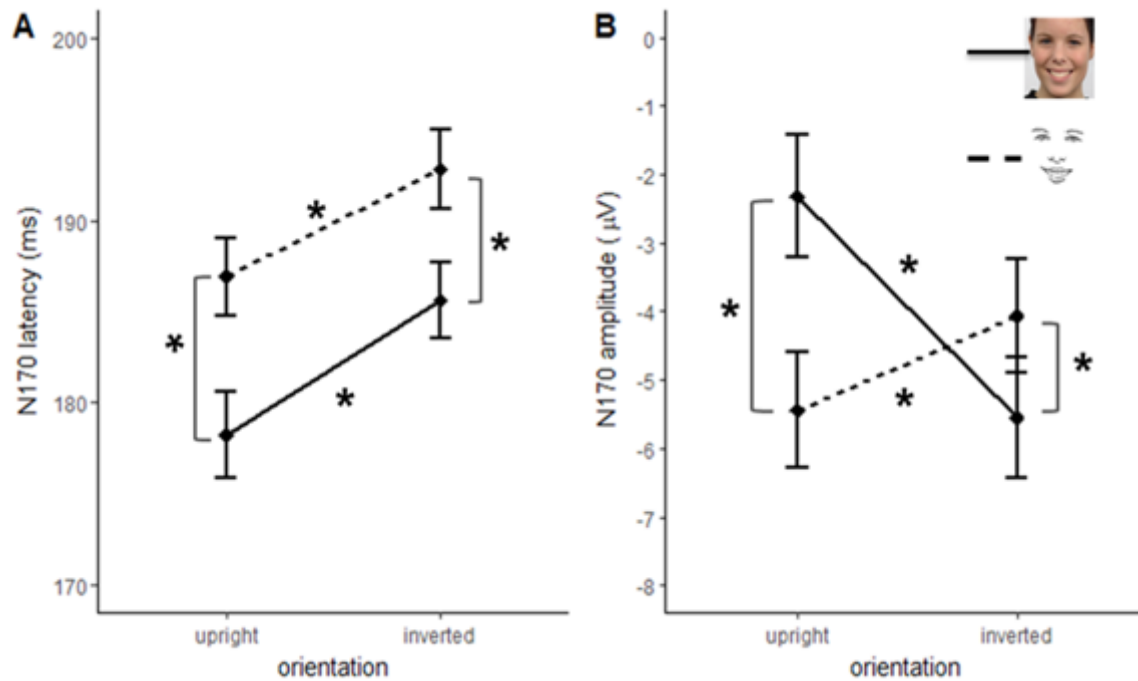 A
200
190
180
170
N170 latency (ms)
*
*
*
*
upright
inverted
orientation
B
0
-1
-2
-3
-4
-5
-6
-7
-8
N170 amplitude ( μV)
*
*
*
*
upright
inverted
orientation